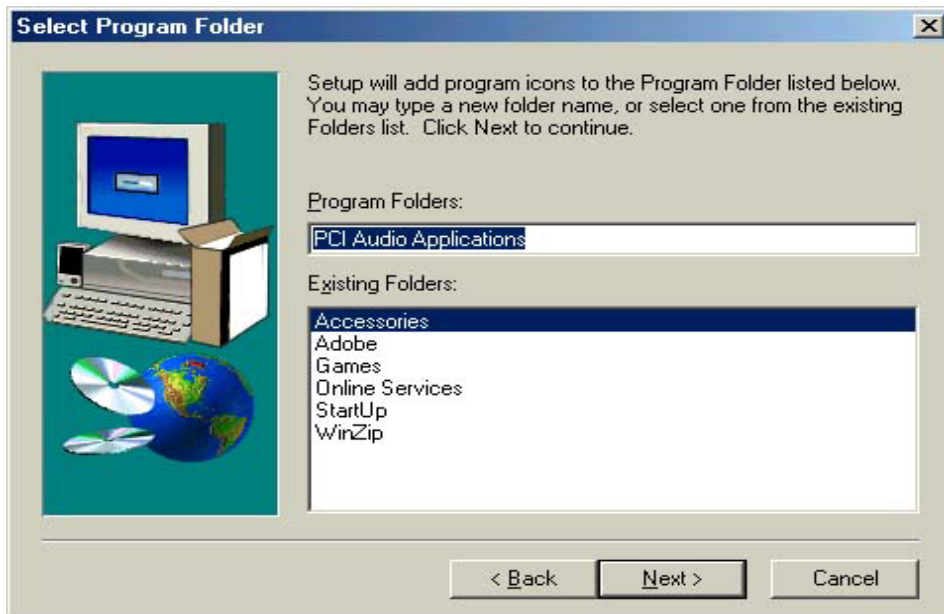 Select Program Folder
Setup will add program icons to the Program Folder listed below.
You may type a new folder name, or select one from the existing
Folders list.  Click Next to continue.
Program Folders:
PCI Audio Applications
Existing Folders:
Accessories
Adobe
Games
Online Services
StartUp
WinZip
< Back
Next >
Cancel